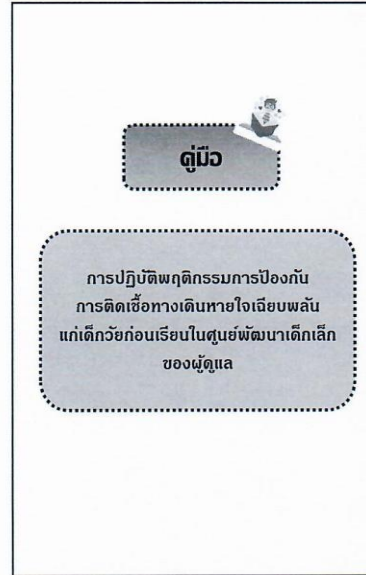 คู่มือ
การปฏิบัติพฤติกรรมการป้องกัน
การติดเชื้อทางเดินหายใจเฉียบพลัน
แก่เด็กวัยก่อนเรียนในศูนย์พัฒนาเด็กเล็ก
ของผู้ดูแล